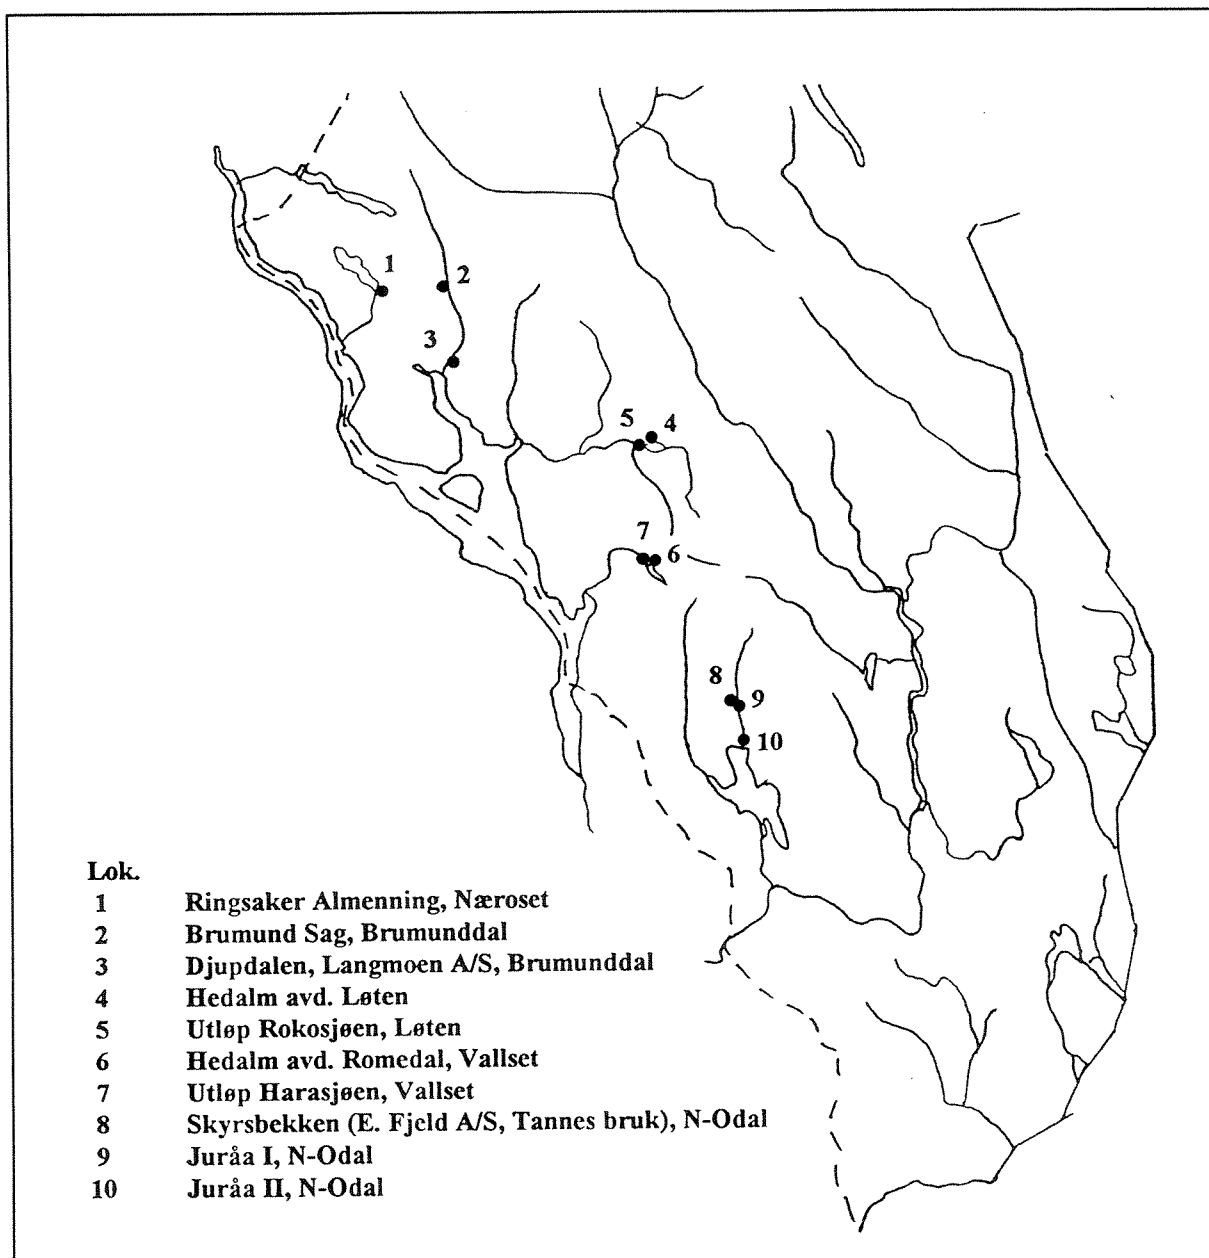 1
2
3
5
4
7
6
8
9
10
Lok.
1 Ringsaker Almenning, Næroset
2 Brumund Sag, Brumunddal
3 Djupdalen, Langmoen A/S, Brumunddal
4 Hedalm avd. Løten
5 Utløp Rokosjøen, Løten
6 Hedalm avd. Romedal, Vallset
7 Utløp Harasjøen, Vallset
8 Skyrsbekken (E. Fjeld A/S, Tannes bruk), N-Odal
9 Juråa I, N-Odal
10 Juråa II, N-Odal